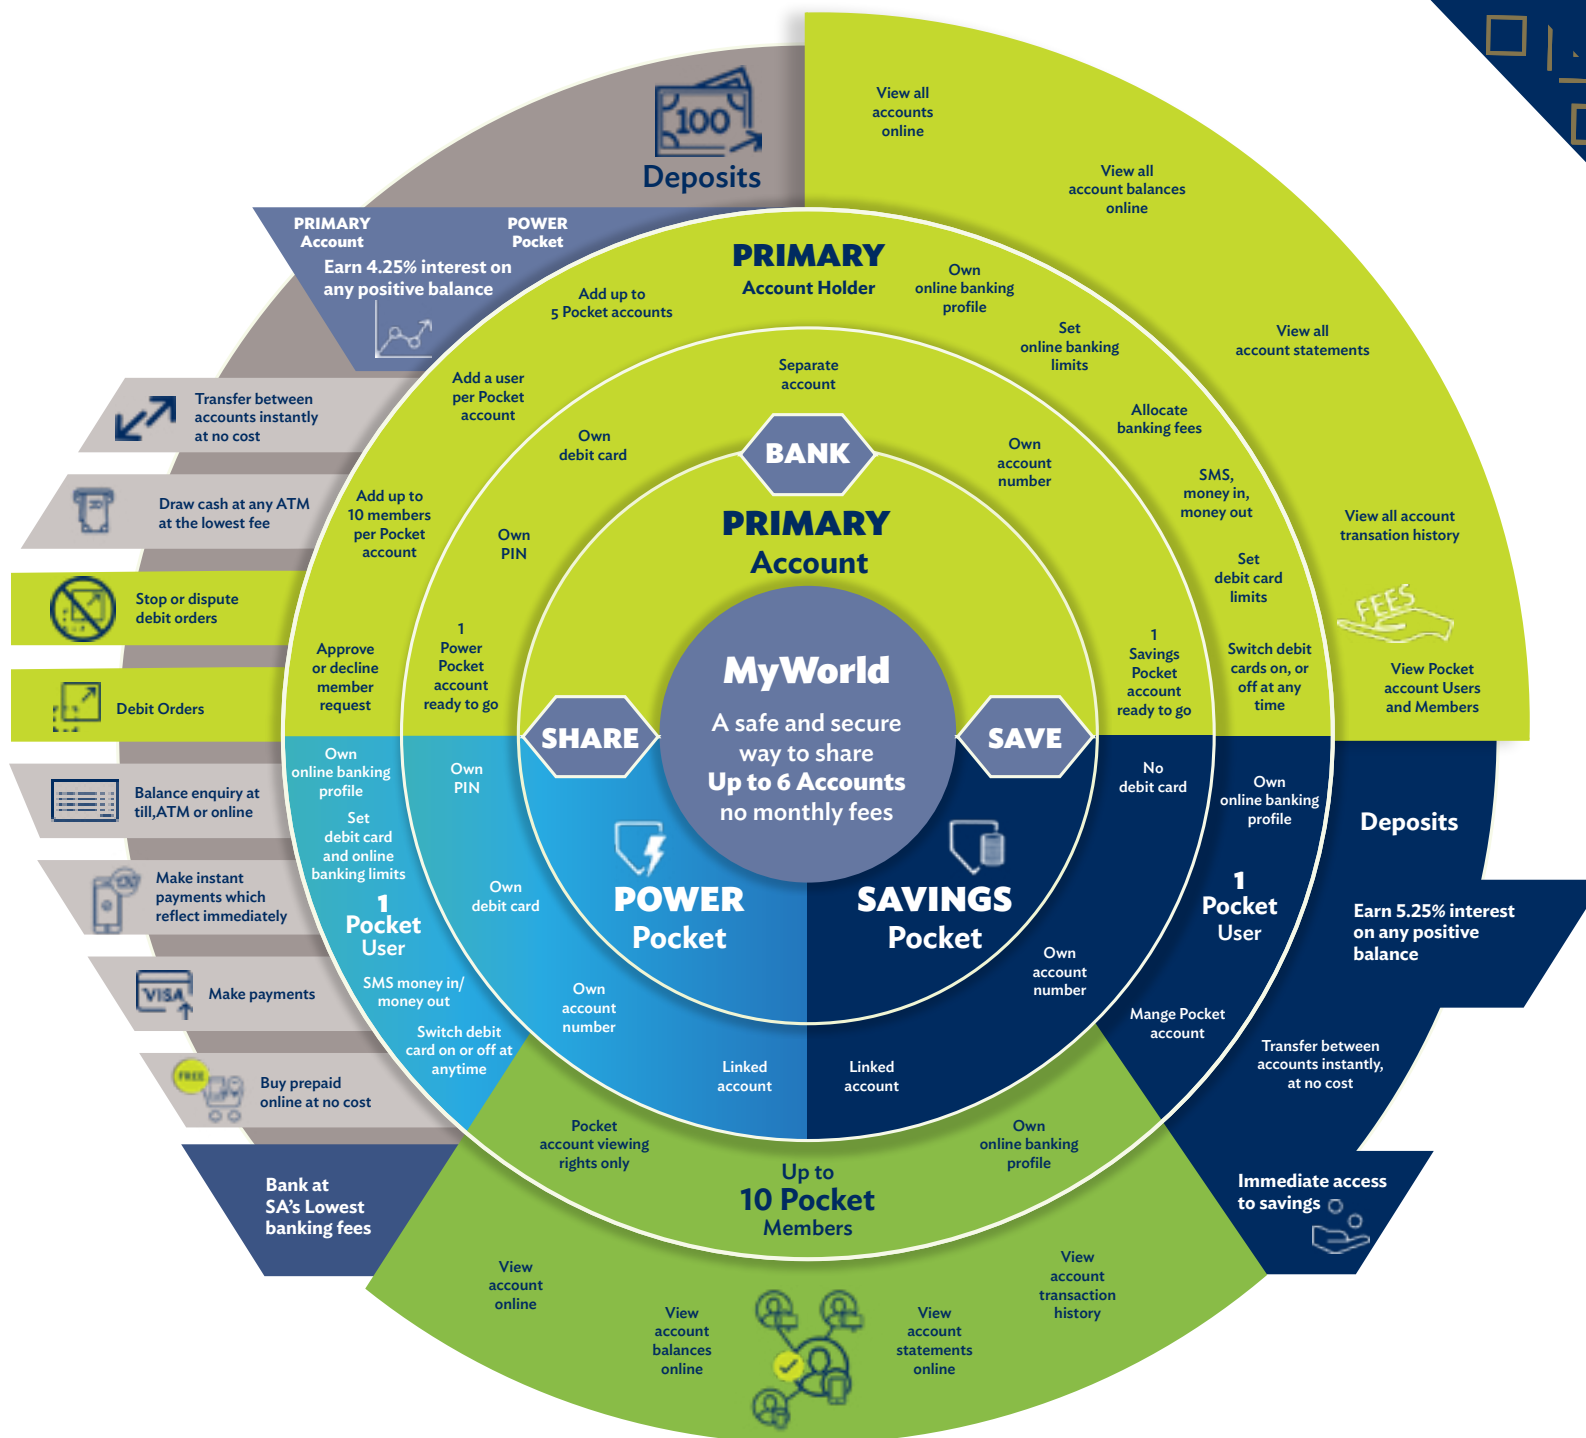 100
Deposits
PRIMARY
Account
POWER
Pocket
Earn 4.25% interest on
any positive balance
Transfer between
accounts instantly
at no cost
Draw cash at any ATM
at the lowest fee
Stop or dispute
debit orders
Debit Orders
Balance enquiry at
till,ATM or online
Make instant
payments which
reflect immediately
VISA
Make payments
FREE
Buy prepaid
online at no cost
Bank at
SA's Lowest
banking fees
View all
accounts
online
View all
account balances
online
View all
account statements
View all account
transation history
FEES
View Pocket
account Users
and Members
PRIMARY
Account Holder
Add up to
5 Pocket accounts
Add a user
per Pocket
account
Add up to
10 members
per Pocket
account
Approve
or decline
member
request
Own
online banking
profile
Set
online banking
limits
Allocate
banking fees
SMS,
money in,
money out
Set
debit card
limits
Switch debit
cards on, or
off at any
time
Separate
account
Own
debit card
Own
PIN
1
Power
Pocket
account
ready to go
Own
account
number
1
Savings
Pocket
account
ready to go
BANK
PRIMARY
Account
SHARE
SAVE
MyWorld
A safe and secure
way to share
Up to 6 Accounts
no monthly fees
POWER
Pocket
SAVINGS
Pocket
Own
online banking
profile
Set
debit card
and online
banking limits
1
Pocket
User
SMS money in/
money out
Switch debit
card on or off at
anytime
Own
PIN
Own
debit card
Own
account
number
Linked
account
No
debit card
Own
account
number
Linked
account
Own
online banking
profile
1
Pocket
User
Mange Pocket
account
Deposits
Earn 5.25% interest
on any positive
balance
Transfer between
accounts instantly,
at no cost
Immediate access
to savings
Pocket
account viewing
rights only
Up to
10 Pocket
Members
Own
online banking
profile
View
account
online
View
account
balances
online
View
account
statements
online
View
account
transaction
history